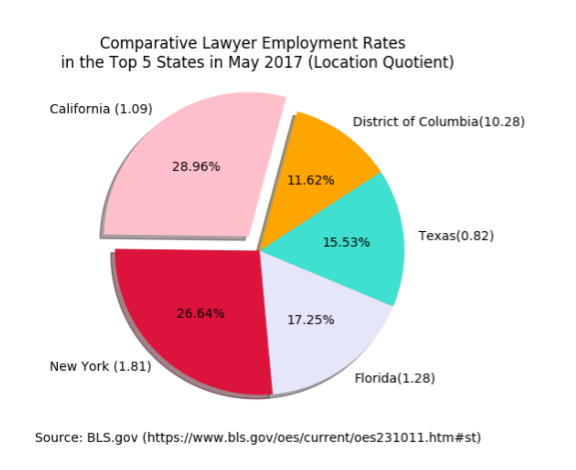 Comparative Lawyer Employment Rates
in the Top 5 States in May 2017 (Location Quotient)
California (1.09)
District of Columbia(10.28)
28.96%
11.62%
Texas(0.82)
15.53%
26.64%
17.25%
New York (1.81)
Florida(1.28)
Source: BLS.gov (https://www.bls.gov/oes/current/oes231011.htm#st)